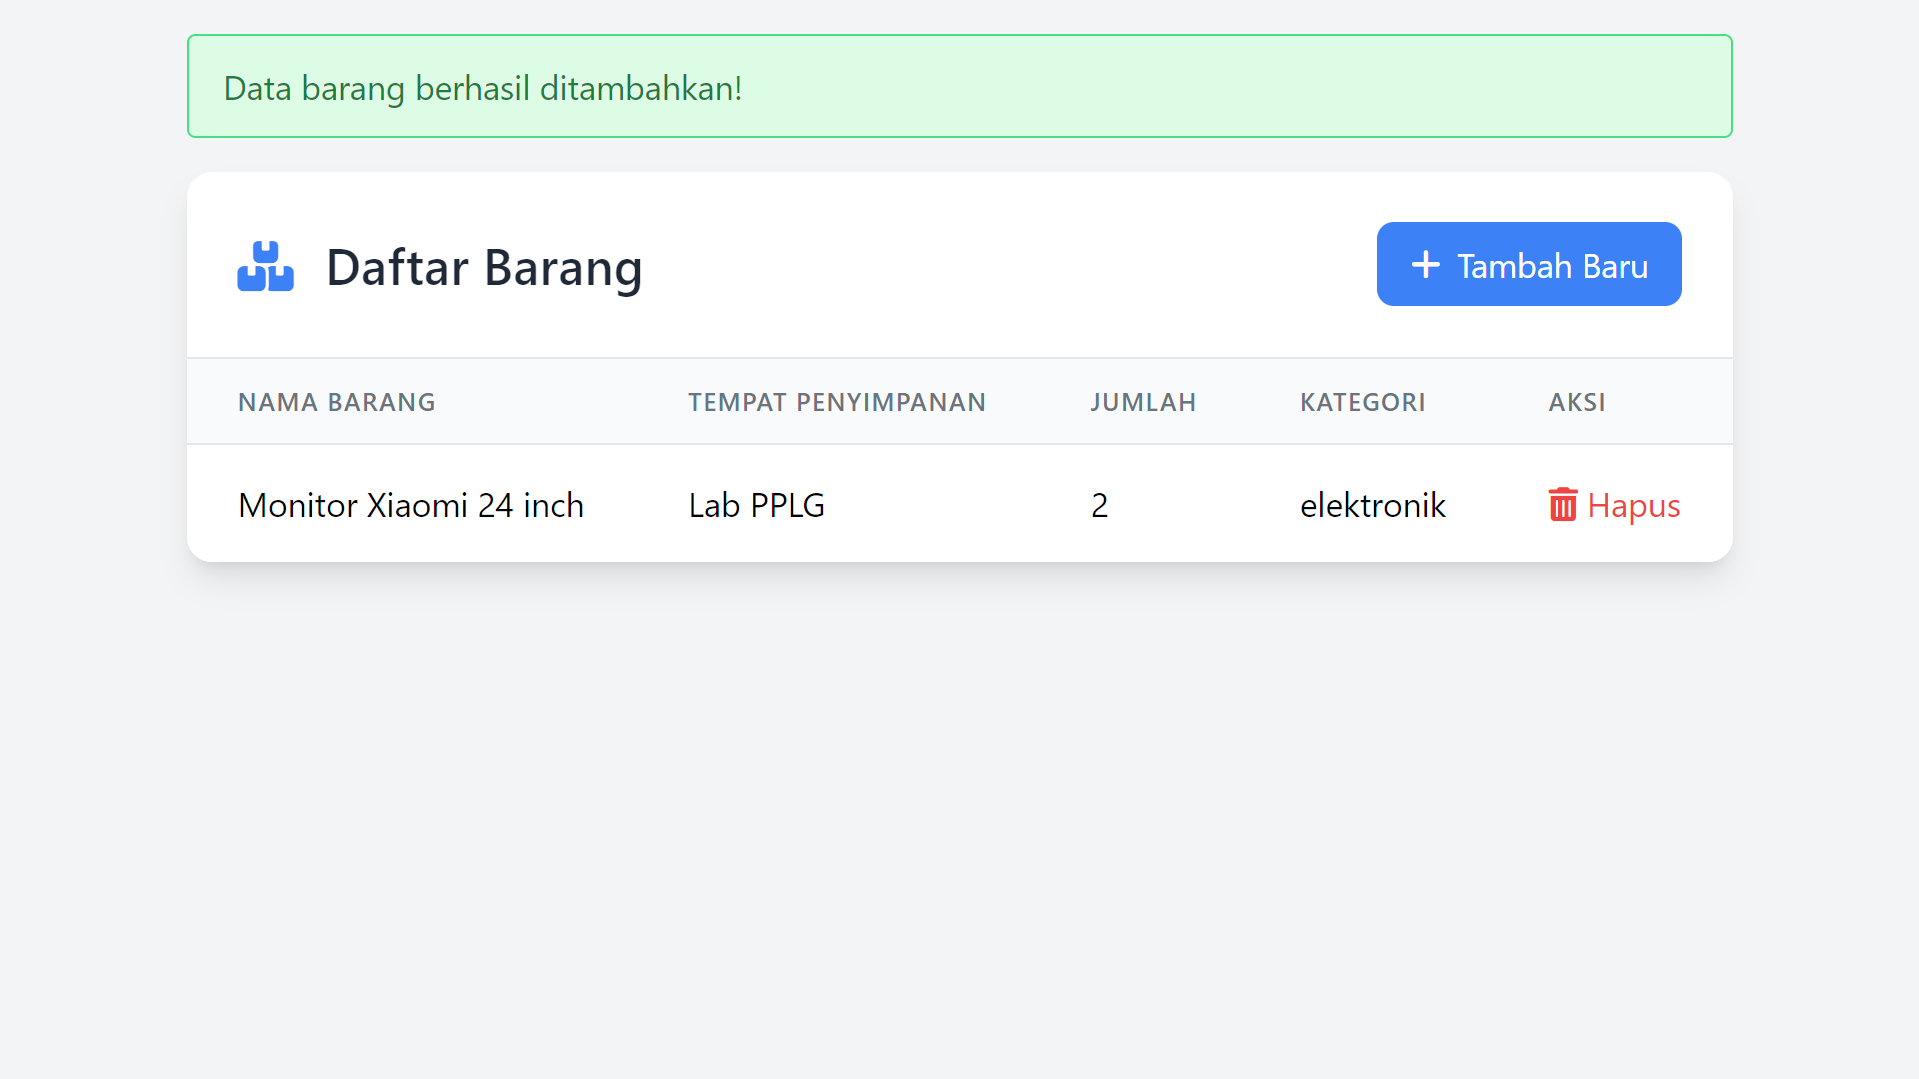 Data barang berhasil ditambahkan!
Daftar Barang
Tambah Baru
NAMA BARANG TEMPAT PENYIMPANAN JUMLAH KATEGORI AKSI
Monitor Xiaomi 24 inch Lab PPLG 2 elektronik Hapus